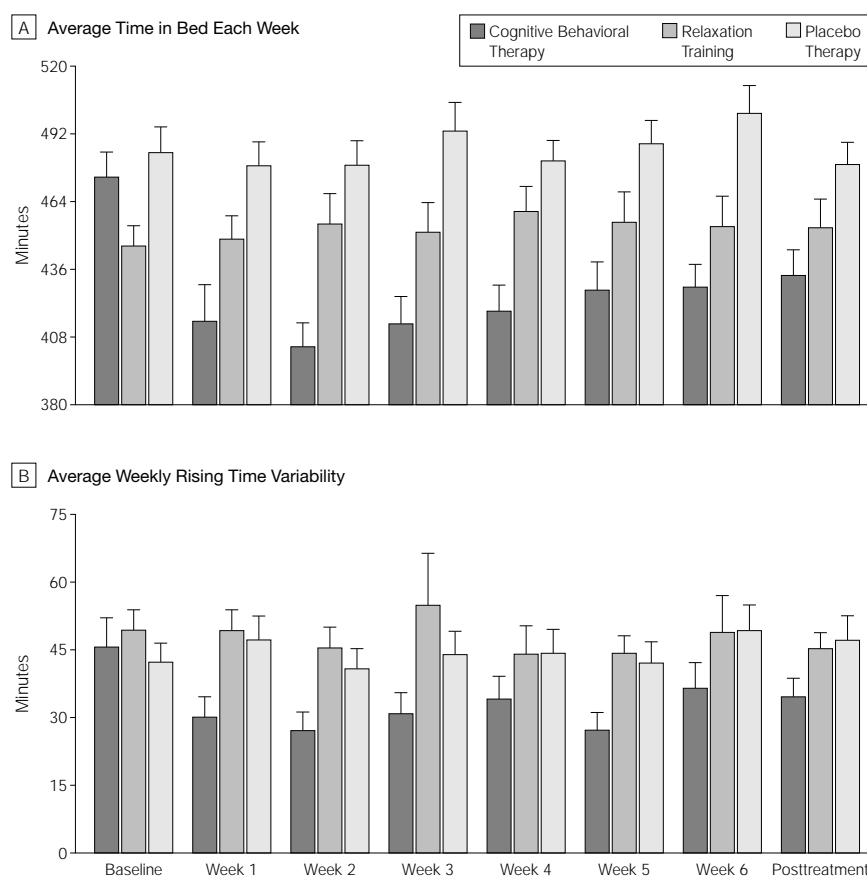 A Average Time in Bed Each Week
Cognitive Behavioral Therapy
Relaxation Training
Placebo Therapy
520
492
464
436
408
380
Minutes
B Average Weekly Rising Time Variability
75
60
45
30
15
0
Minutes
Baseline Week 1 Week 2 Week 3 Week 4 Week 5 Week 6 Posttreatment